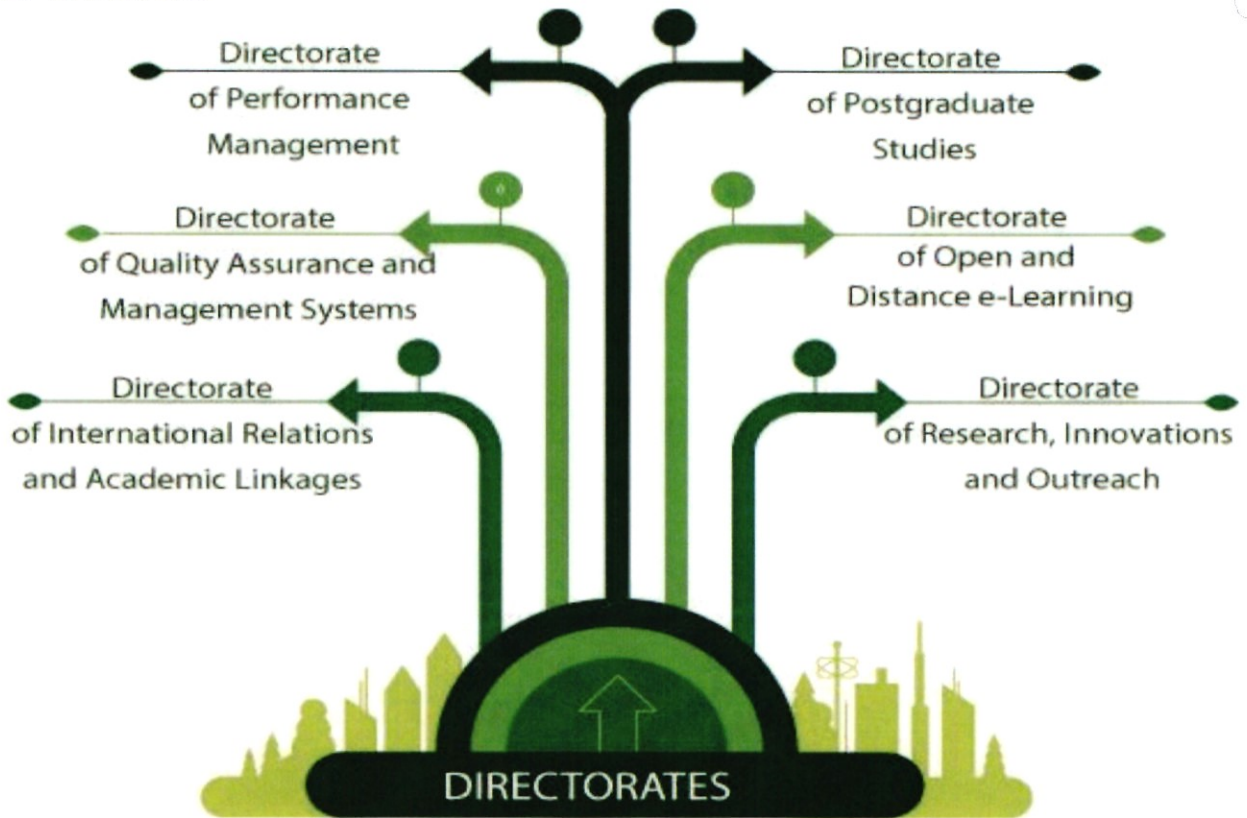 Directorate
of Performance
Management
Directorate
of Postgraduate
Studies
Directorate
of Quality Assurance and
Management Systems
Directorate
of Open and
Distance e-Learning
Directorate
of International Relations
and Academic Linkages
Directorate
of Research, Innovations
and Outreach
DIRECTORATES